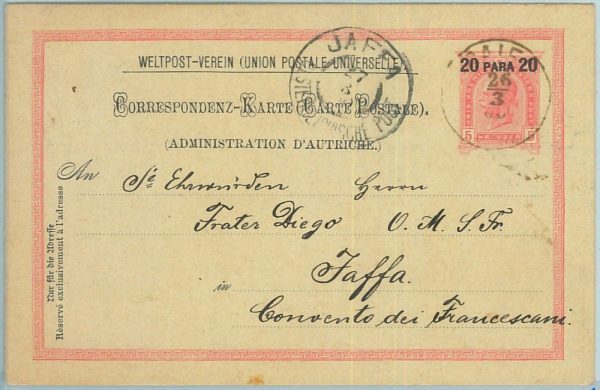 WELTPOST-VEREIN (UNION POSTALE UNIVERSELLE)
CORRESPONDENZ-KARTE (CARTE POSTALE).
(ADMINISTRATION D'AUTRICHE.)
20 PARA 20
5 5
JAFFA
27
3
26
3
An Sr Ehrwürden Herrn
Frater Diego O. M. S. Fr.
in Jaffa.
Convento dei Francescani.
Nur für die Adresse
Réservé exclusivement à l'adresse